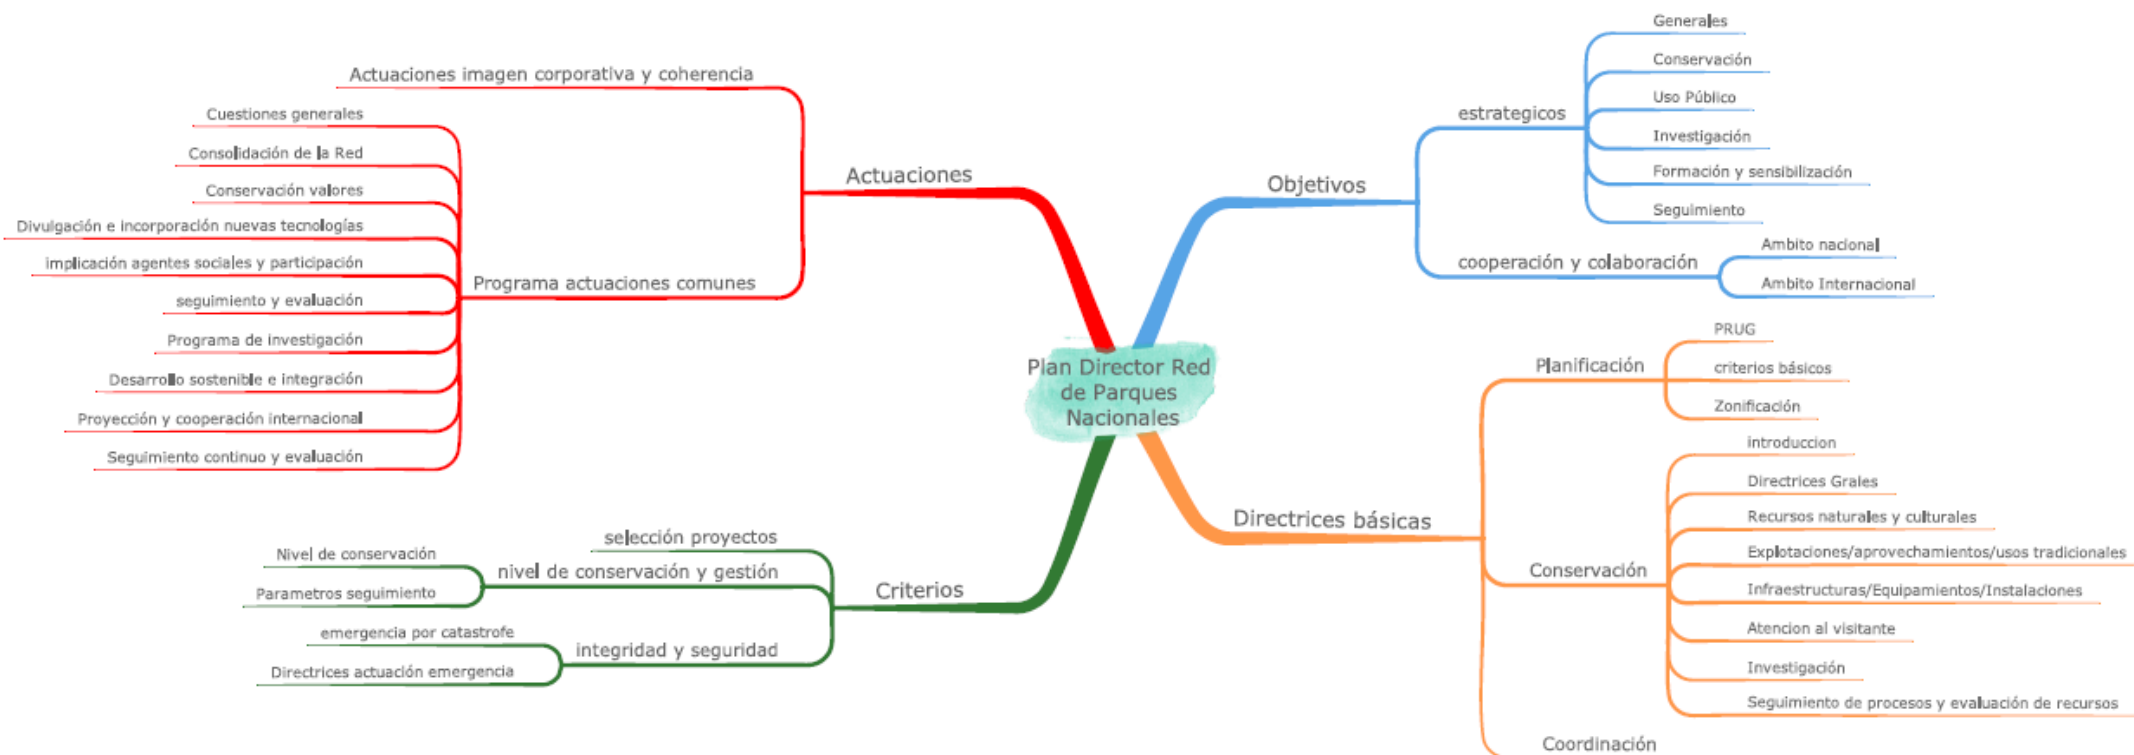 Plan Director Red
de Parques
Nacionales
Actuaciones
Actuaciones imagen corporativa y coherencia
Programa actuaciones comunes
Cuestiones generales
Consolidación de la Red
Conservación valores
Divulgación e incorporación nuevas tecnologías
implicación agentes sociales y participación
seguimiento y evaluación
Programa de investigación
Desarrollo sostenible e integración
Proyección y cooperación internacional
Seguimiento continuo y evaluación
Criterios
selección proyectos
nivel de conservación y gestión
Nivel de conservación
Parametros seguimiento
integridad y seguridad
emergencia por catastrofe
Directrices actuación emergencia
Objetivos
estrategicos
Generales
Conservación
Uso Público
Investigación
Formación y sensibilización
Seguimiento
cooperación y colaboración
Ambito nacional
Ambito Internacional
Directrices básicas
Planificación
PRUG
criterios básicos
Zonificación
Conservación
introduccion
Directrices Grales
Recursos naturales y culturales
Explotaciones/aprovechamientos/usos tradicionales
Infraestructuras/Equipamientos/Instalaciones
Atencion al visitante
Investigación
Seguimiento de procesos y evaluación de recursos
Coordinación